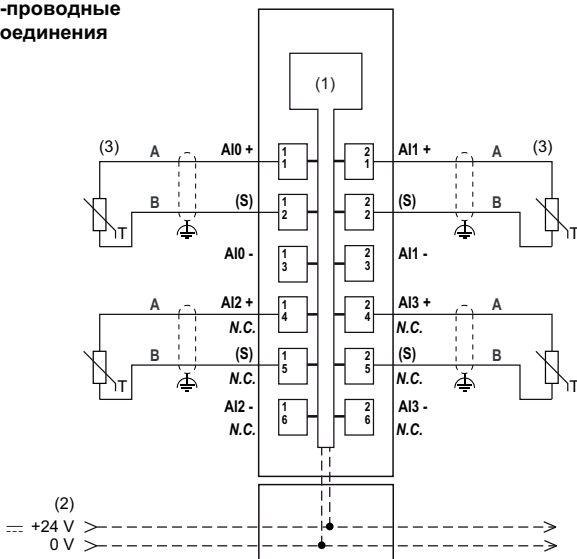 -проводные
оединения
(1)
(3) A AI0 + 1 1 2 1 AI1 + A (3)
B (S) 1 2 2 2 (S) B
T T
AI0 - 1 3 2 3 AI1 -
A AI2 + 1 4 2 4 AI3 + A
N.C. N.C.
B (S) 1 5 2 5 (S) B
T N.C. N.C. T
AI2 - 1 6 2 6 AI3 -
N.C. N.C.
(2)
+24 V
0 V